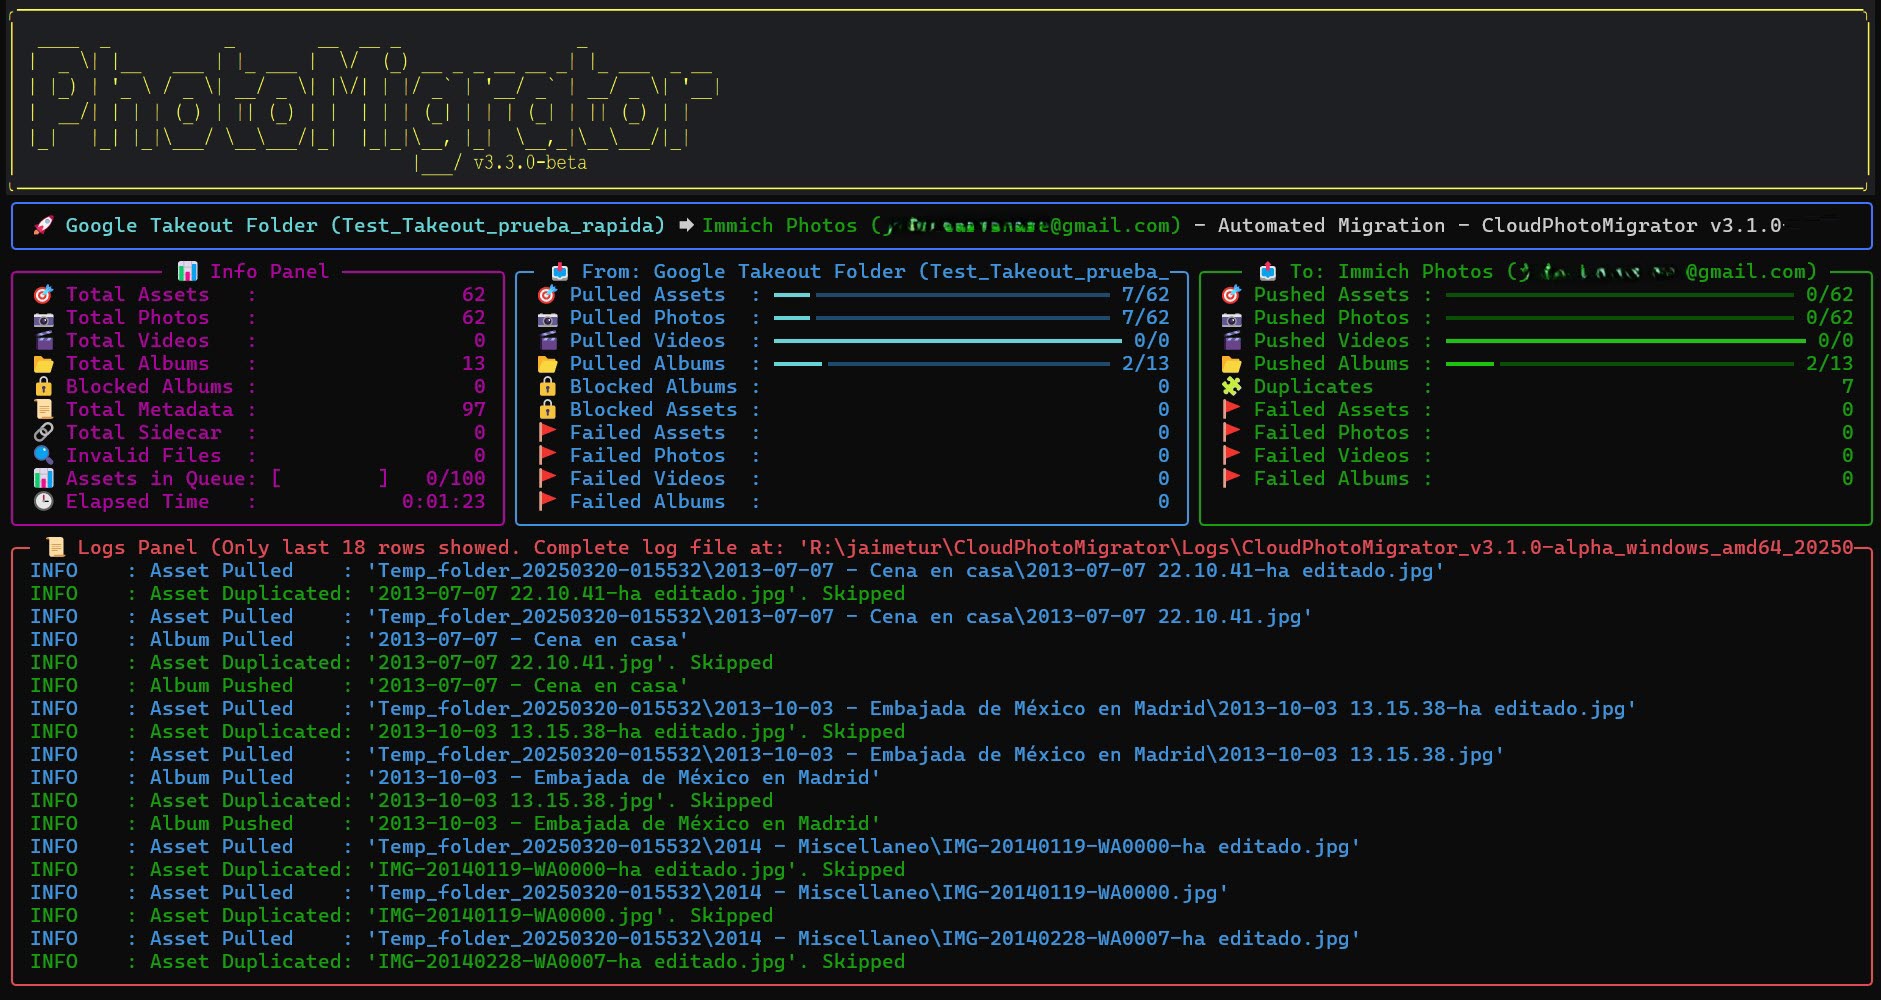 PhotoMigrator
v3.3.0-beta
🚀 Google Takeout Folder (Test_Takeout_prueba_rapida) ➡ Immich Photos ( @gmail.com) - Automated Migration - CloudPhotoMigrator v3.1.0
📊 Info Panel
🎯 Total Assets : 62
📷 Total Photos : 62
🎬 Total Videos : 0
📂 Total Albums : 13
🔒 Blocked Albums : 0
📜 Total Metadata : 97
🔗 Total Sidecar : 0
🔍 Invalid Files : 0
📊 Assets in Queue: [ ] 0/100
🕒 Elapsed Time : 0:01:23
📥 From: Google Takeout Folder (Test_Takeout_prueba_
🎯 Pulled Assets : 7/62
📷 Pulled Photos : 7/62
🎬 Pulled Videos : 0/0
📂 Pulled Albums : 2/13
🔒 Blocked Albums : 0
🔒 Blocked Assets : 0
🚩 Failed Assets : 0
🚩 Failed Photos : 0
🚩 Failed Videos : 0
🚩 Failed Albums : 0
📤 To: Immich Photos ( @gmail.com)
🎯 Pushed Assets : 0/62
📷 Pushed Photos : 0/62
🎬 Pushed Videos : 0/0
📂 Pushed Albums : 2/13
🧩 Duplicates : 7
🚩 Failed Assets : 0
🚩 Failed Photos : 0
🚩 Failed Videos : 0
🚩 Failed Albums : 0
📜 Logs Panel (Only last 18 rows showed. Complete log file at: 'R:\jaimetur\CloudPhotoMigrator\Logs\CloudPhotoMigrator_v3.1.0-alpha_windows_amd64_20250
INFO : Asset Pulled : 'Temp_folder_20250320-015532\2013-07-07 - Cena en casa\2013-07-07 22.10.41-ha editado.jpg'
INFO : Asset Duplicated: '2013-07-07 22.10.41-ha editado.jpg'. Skipped
INFO : Asset Pulled : 'Temp_folder_20250320-015532\2013-07-07 - Cena en casa\2013-07-07 22.10.41.jpg'
INFO : Album Pulled : '2013-07-07 - Cena en casa'
INFO : Asset Duplicated: '2013-07-07 22.10.41.jpg'. Skipped
INFO : Album Pushed : '2013-07-07 - Cena en casa'
INFO : Asset Pulled : 'Temp_folder_20250320-015532\2013-10-03 - Embajada de México en Madrid\2013-10-03 13.15.38-ha editado.jpg'
INFO : Asset Duplicated: '2013-10-03 13.15.38-ha editado.jpg'. Skipped
INFO : Asset Pulled : 'Temp_folder_20250320-015532\2013-10-03 - Embajada de México en Madrid\2013-10-03 13.15.38.jpg'
INFO : Album Pulled : '2013-10-03 - Embajada de México en Madrid'
INFO : Asset Duplicated: '2013-10-03 13.15.38.jpg'. Skipped
INFO : Album Pushed : '2013-10-03 - Embajada de México en Madrid'
INFO : Asset Pulled : 'Temp_folder_20250320-015532\2014 - Miscellaneo\IMG-20140119-WA0000-ha editado.jpg'
INFO : Asset Duplicated: 'IMG-20140119-WA0000-ha editado.jpg'. Skipped
INFO : Asset Pulled : 'Temp_folder_20250320-015532\2014 - Miscellaneo\IMG-20140119-WA0000.jpg'
INFO : Asset Duplicated: 'IMG-20140119-WA0000.jpg'. Skipped
INFO : Asset Pulled : 'Temp_folder_20250320-015532\2014 - Miscellaneo\IMG-20140228-WA0007-ha editado.jpg'
INFO : Asset Duplicated: 'IMG-20140228-WA0007-ha editado.jpg'. Skipped